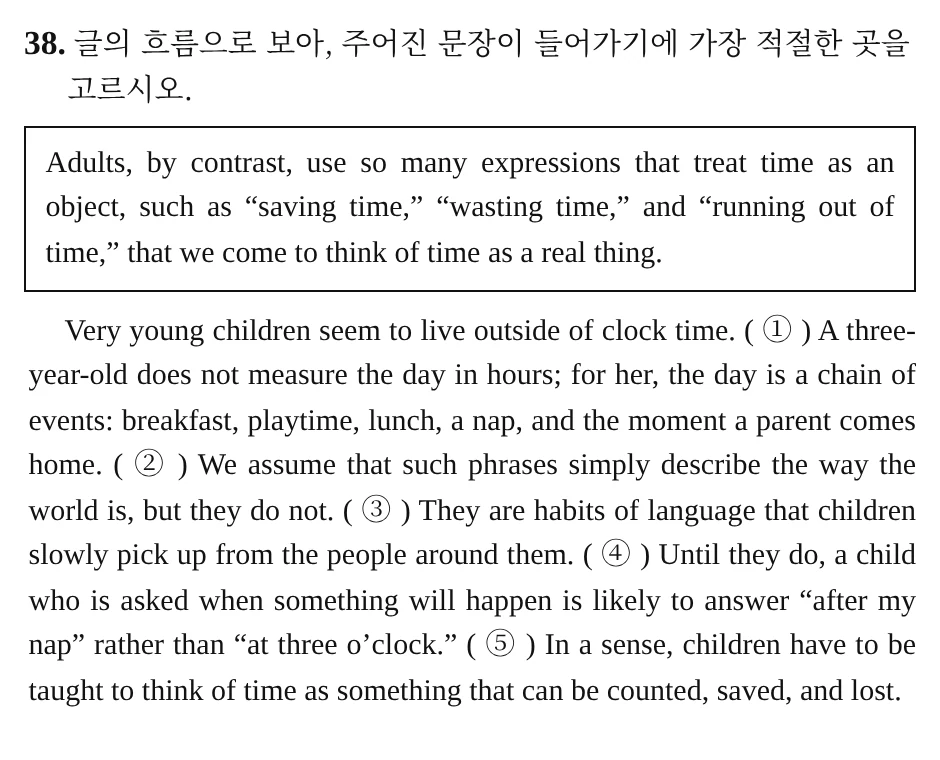 38. 글의 흐름으로 보아, 주어진 문장이 들어가기에 가장 적절한 곳을
고르시오.
Adults, by contrast, use so many expressions that treat time as an
object, such as “saving time,” “wasting time,” and “running out of
time,” that we come to think of time as a real thing.
Very young children seem to live outside of clock time. ( ① ) A three-
year-old does not measure the day in hours; for her, the day is a chain of
events: breakfast, playtime, lunch, a nap, and the moment a parent comes
home. ( ② ) We assume that such phrases simply describe the way the
world is, but they do not. ( ③ ) They are habits of language that children
slowly pick up from the people around them. ( ④ ) Until they do, a child
who is asked when something will happen is likely to answer “after my
nap” rather than “at three o’clock.” ( ⑤ ) In a sense, children have to be
taught to think of time as something that can be counted, saved, and lost.